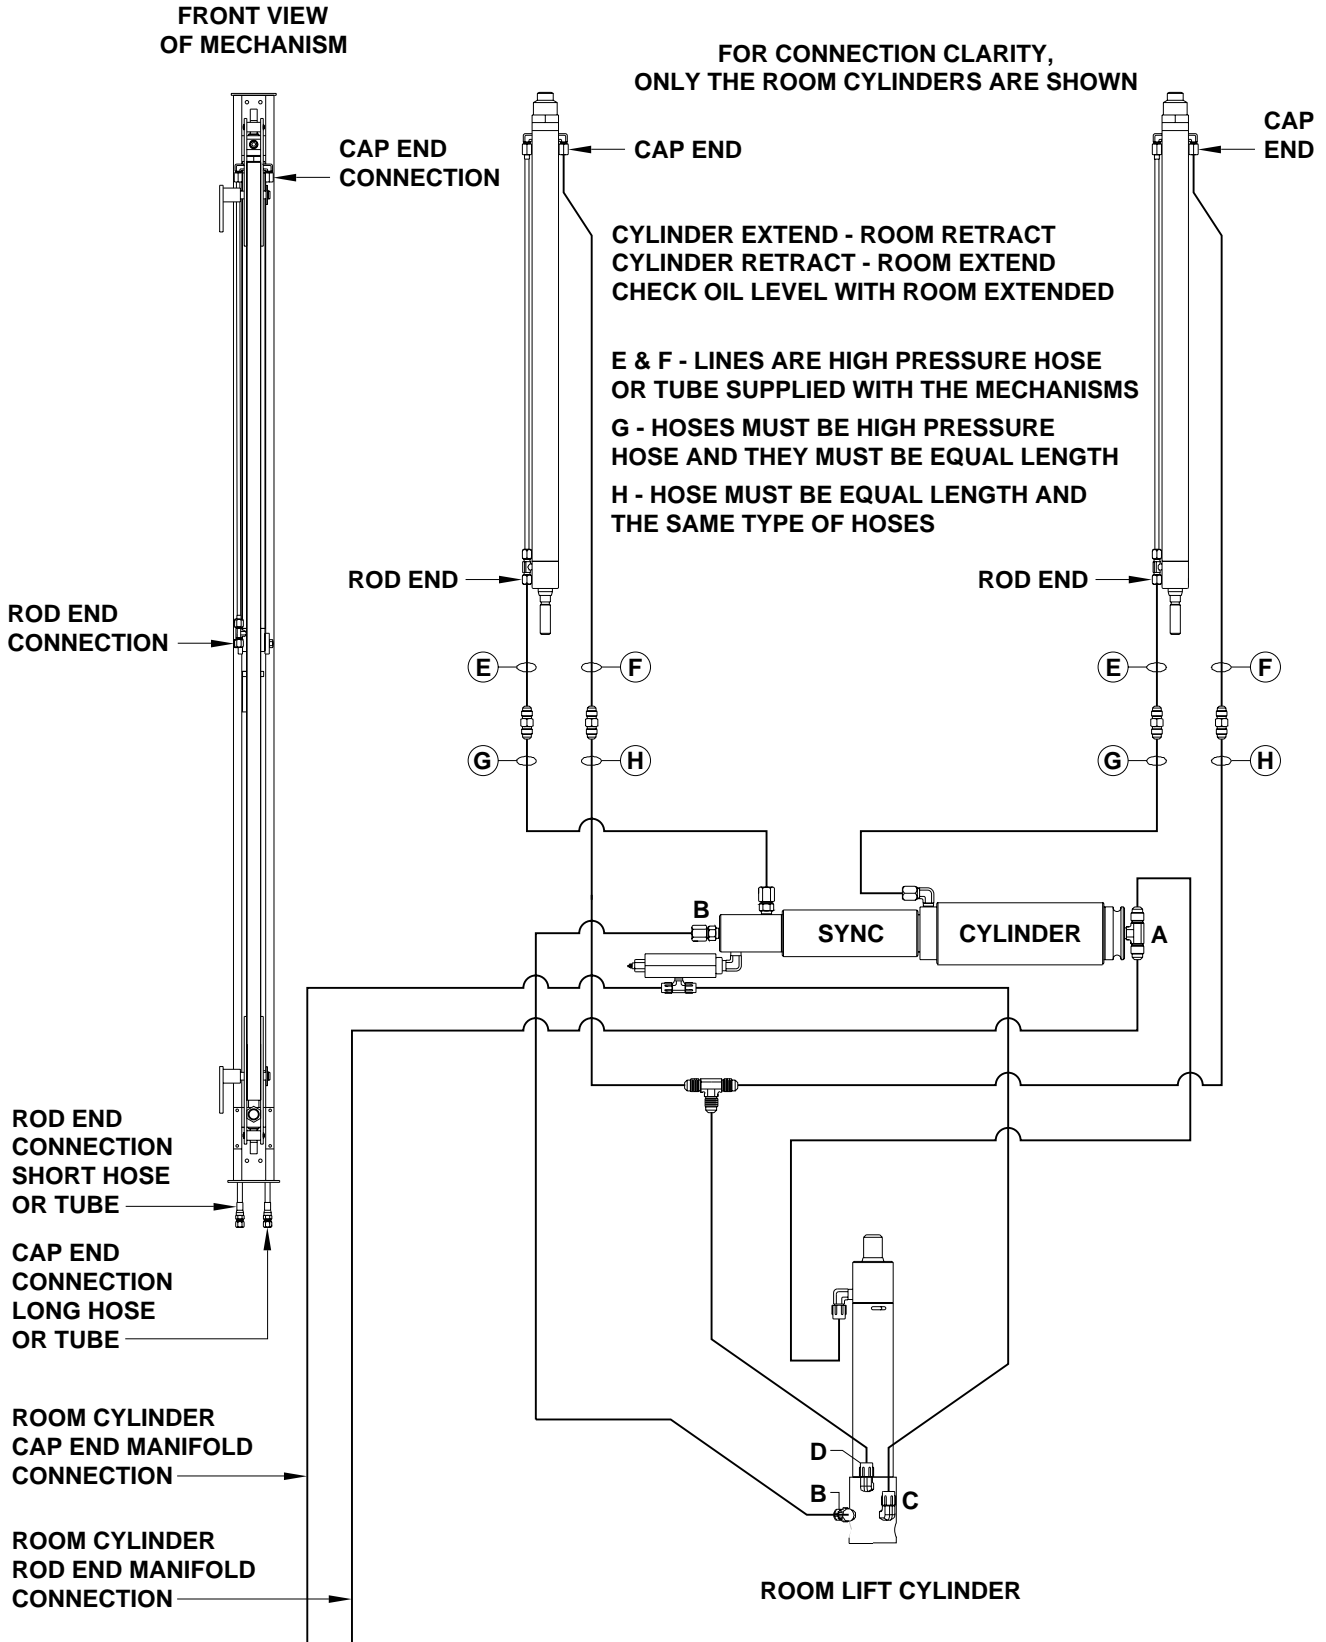 FRONT VIEW
OF MECHANISM
FOR CONNECTION CLARITY,
ONLY THE ROOM CYLINDERS ARE SHOWN
CAP END
CONNECTION
CAP END
CAP
END
CYLINDER EXTEND - ROOM RETRACT
CYLINDER RETRACT - ROOM EXTEND
CHECK OIL LEVEL WITH ROOM EXTENDED
E & F - LINES ARE HIGH PRESSURE HOSE
OR TUBE SUPPLIED WITH THE MECHANISMS
G - HOSES MUST BE HIGH PRESSURE
HOSE AND THEY MUST BE EQUAL LENGTH
H - HOSE MUST BE EQUAL LENGTH AND
THE SAME TYPE OF HOSES
ROD END
ROD END
ROD END
CONNECTION
E
F
E
F
G
H
G
H
B
SYNC
CYLINDER
A
ROD END
CONNECTION
SHORT HOSE
OR TUBE
CAP END
CONNECTION
LONG HOSE
OR TUBE
ROOM CYLINDER
CAP END MANIFOLD
CONNECTION
D
B
C
ROOM CYLINDER
ROD END MANIFOLD
CONNECTION
ROOM LIFT CYLINDER